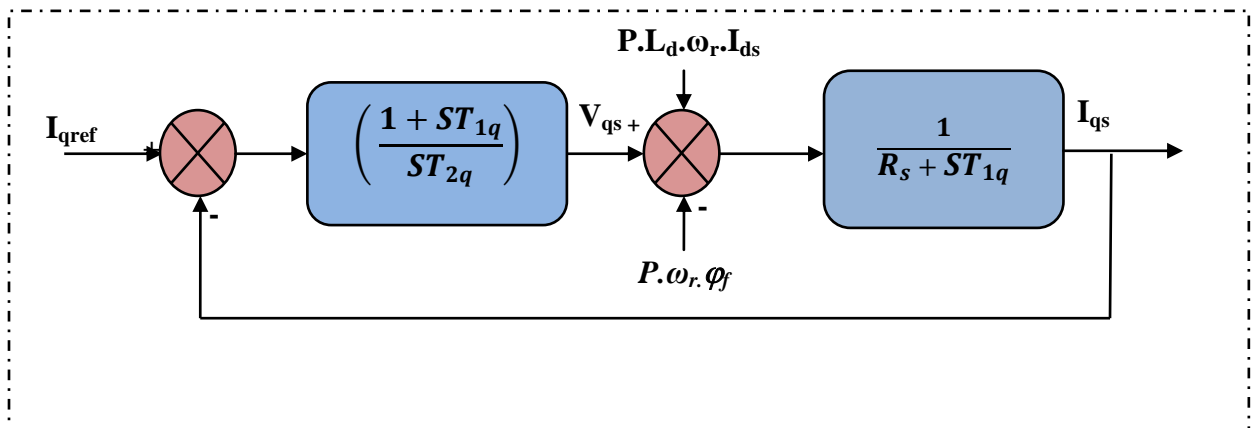 P.L_d.ω_r.I_ds
I_qref
+
(1 + ST_1q / ST_2q)
V_qs +
1 / R_s + ST_1q
I_qs
-
-
P.ω_r.φ_f